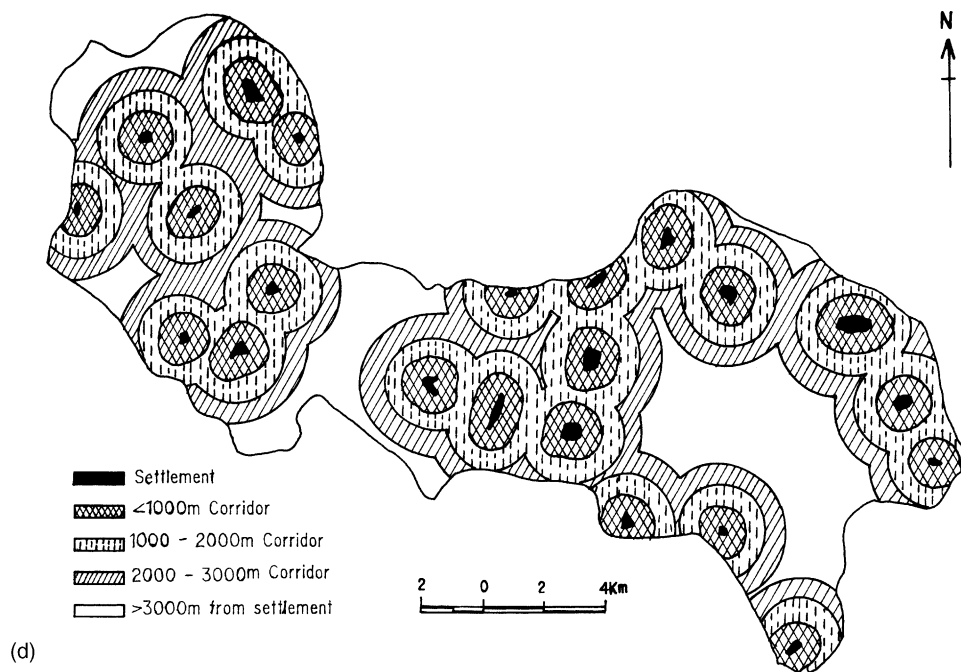 N
Settlement
<1000m Corridor
1000 - 2000m Corridor
2000 - 3000m Corridor
>3000m from settlement
2 0 2 4Km
(d)